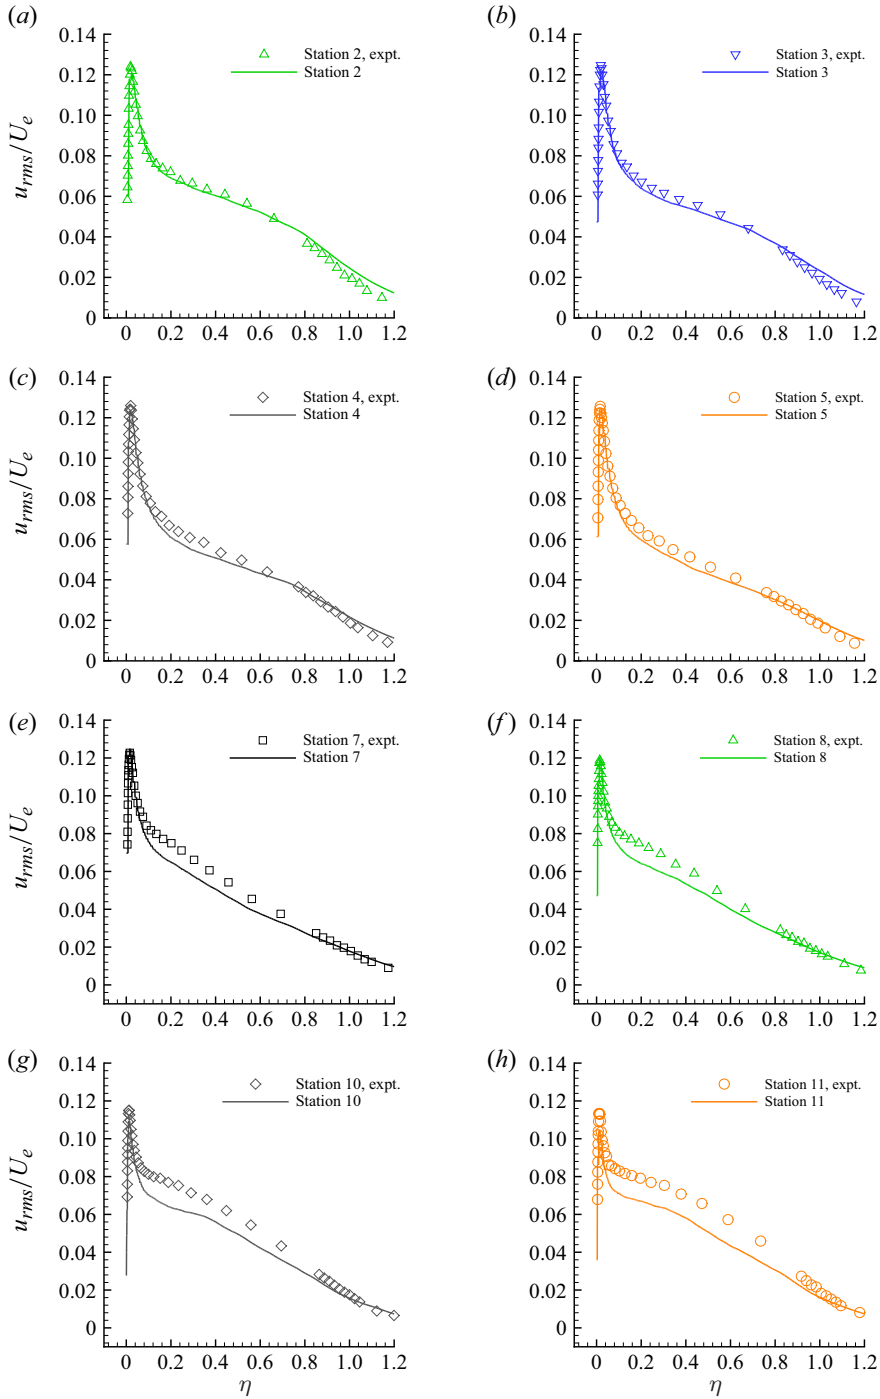 (a)
(b)
0.14
0.12
0.10
0.08
0.06
0.04
0.02
0
u_rms/U_e
Station 2, expt.
Station 2
0 0.2 0.4 0.6 0.8 1.0 1.2
0.14
0.12
0.10
0.08
0.06
0.04
0.02
0
Station 3, expt.
Station 3
0 0.2 0.4 0.6 0.8 1.0 1.2
(c)
(d)
0.14
0.12
0.10
0.08
0.06
0.04
0.02
0
u_rms/U_e
Station 4, expt.
Station 4
0 0.2 0.4 0.6 0.8 1.0 1.2
0.14
0.12
0.10
0.08
0.06
0.04
0.02
0
Station 5, expt.
Station 5
0 0.2 0.4 0.6 0.8 1.0 1.2
(e)
(f)
0.14
0.12
0.10
0.08
0.06
0.04
0.02
0
u_rms/U_e
Station 7, expt.
Station 7
0 0.2 0.4 0.6 0.8 1.0 1.2
0.14
0.12
0.10
0.08
0.06
0.04
0.02
0
Station 8, expt.
Station 8
0 0.2 0.4 0.6 0.8 1.0 1.2
(g)
(h)
0.14
0.12
0.10
0.08
0.06
0.04
0.02
0
u_rms/U_e
Station 10, expt.
Station 10
0 0.2 0.4 0.6 0.8 1.0 1.2
η
0.14
0.12
0.10
0.08
0.06
0.04
0.02
0
Station 11, expt.
Station 11
0 0.2 0.4 0.6 0.8 1.0 1.2
η